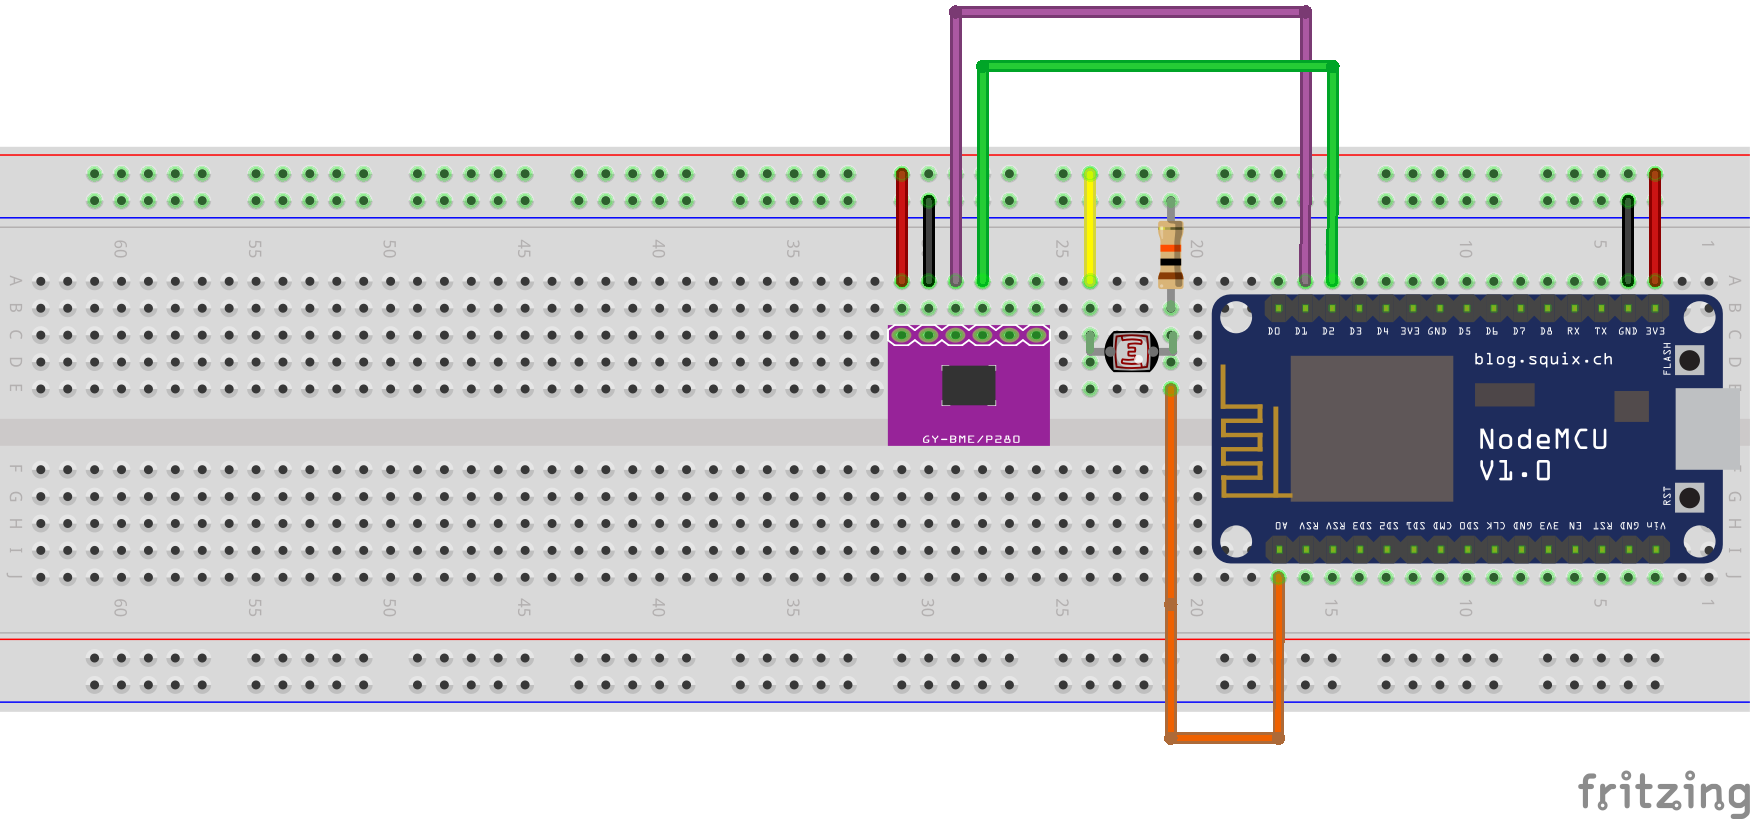 60 55 50 45 40 35 25 20 10 5 1
A A
B B
C C
D D
E
D0 D1 D2 D3 D4 3V3 GND D5 D6 D7 D8 RX TX GND 3V3
blog.squix.ch
FLASH
GY-BME/P280
NodeMCU
V1.0
F
G G
H H
I I
J J
RST
A0 RSV RSV SD3 SD2 SD1 CMD SD0 CLK GND 3V3 EN RST GND Vin
60 55 50 45 40 35 30 25 20 15 10 5 1
fritzing